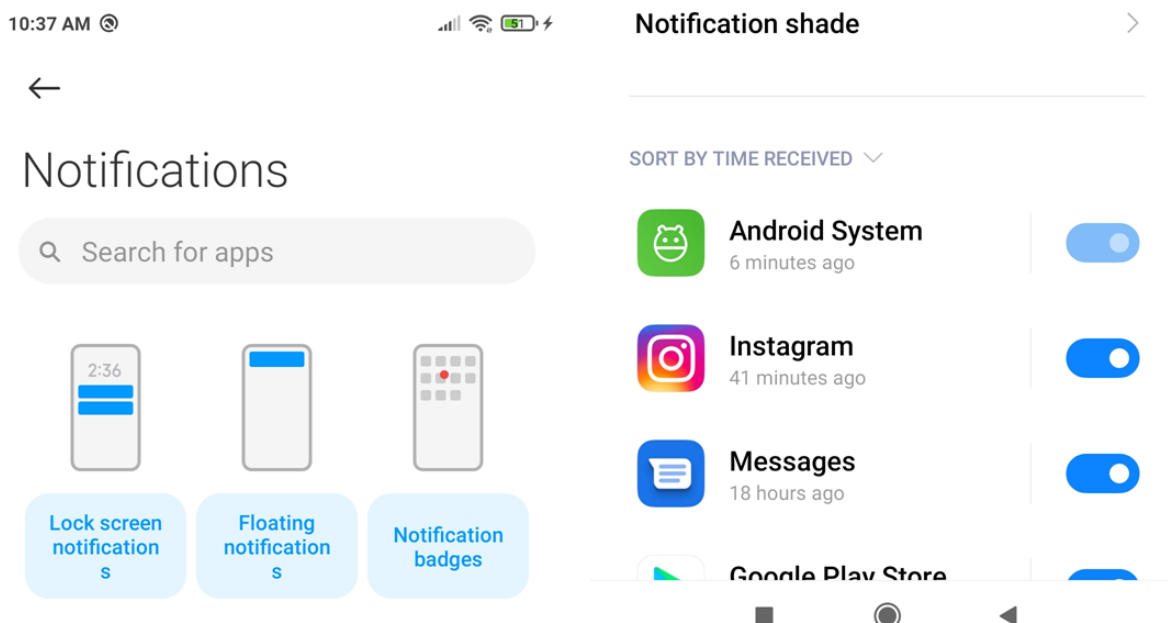 10:37 AM
51
Notifications
Search for apps
2:36
Lock screen
notification
s
Floating
notification
s
Notification
badges
Notification shade
SORT BY TIME RECEIVED
Android System
6 minutes ago
Instagram
41 minutes ago
Messages
18 hours ago
Google Play Store